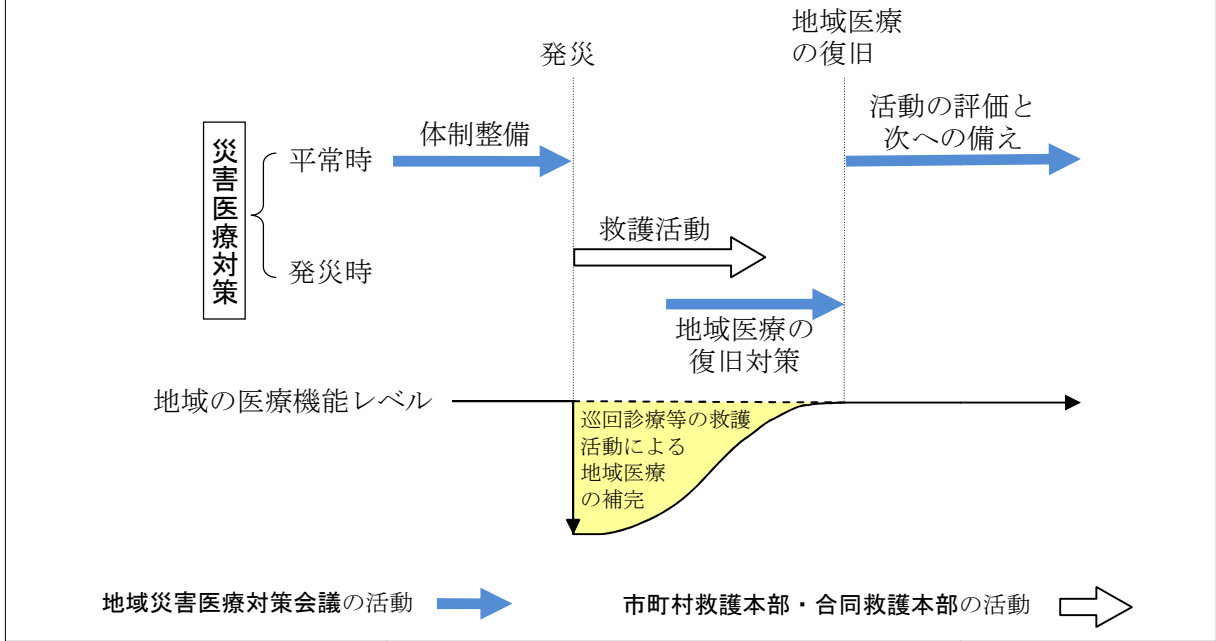 発災
地域医療
の復旧
災害医療対策
平常時
体制整備
活動の評価と
次への備え
救護活動
発災時
地域医療の
復旧対策
地域の医療機能レベル
巡回診療等の救護
活動による
地域医療
の補完
地域災害医療対策会議の活動
市町村救護本部・合同救護本部の活動